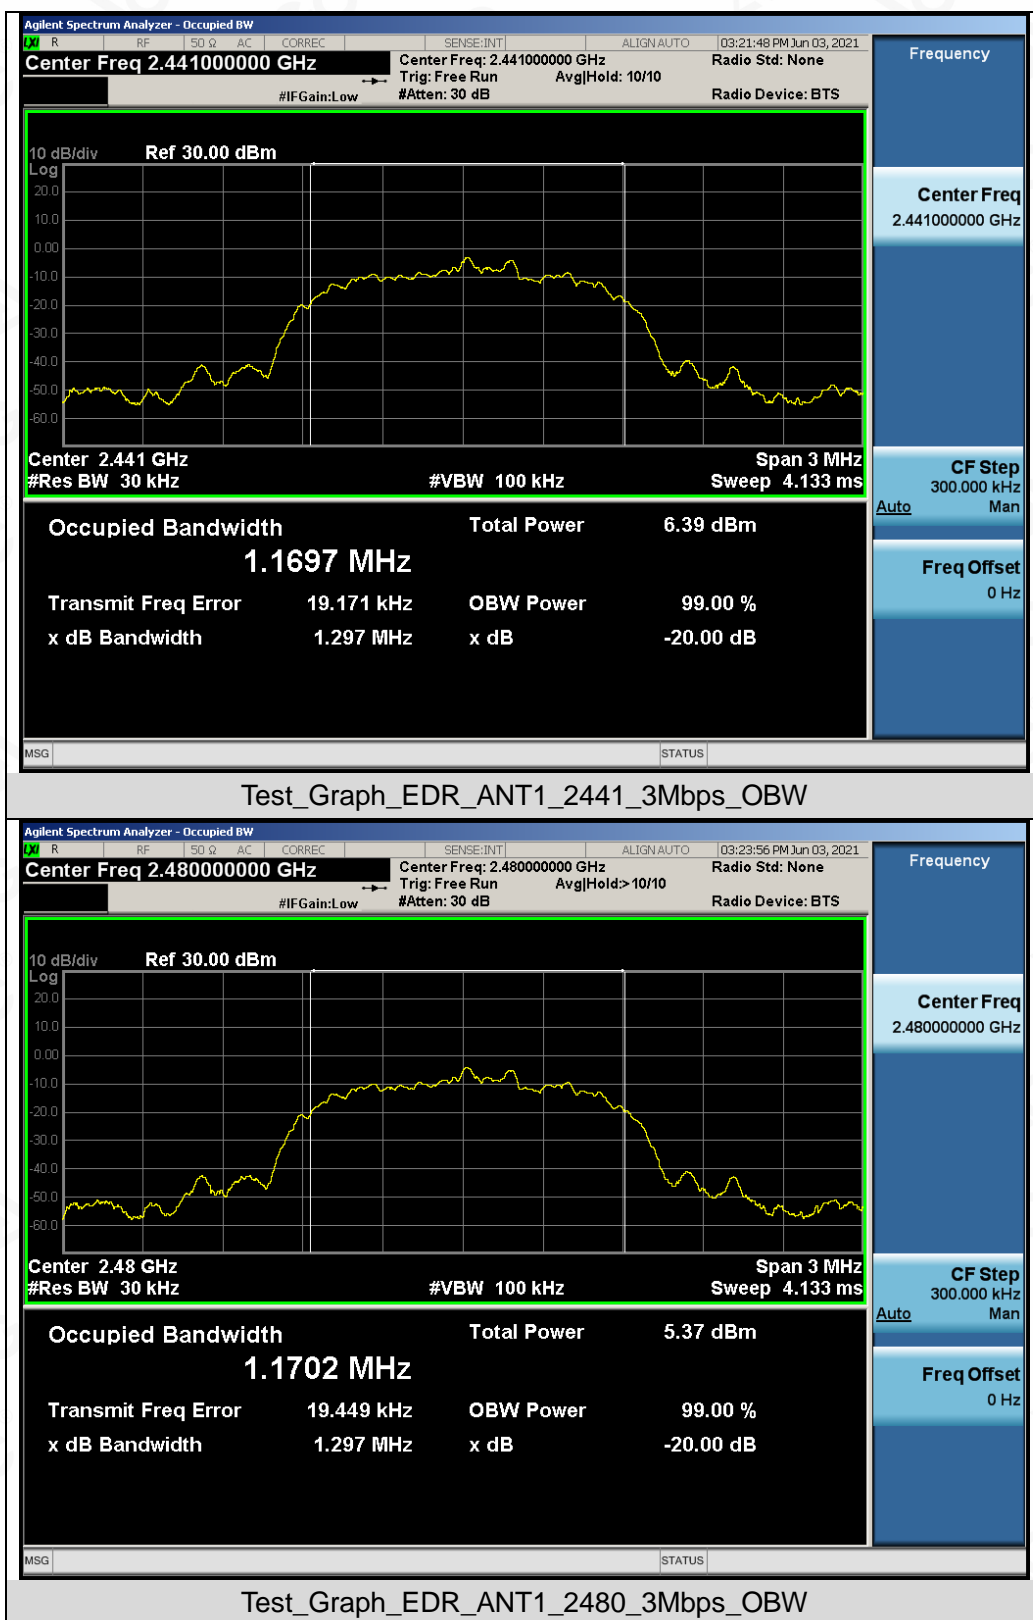 Agilent Spectrum Analyzer - Occupied BW
LXI R RF 50 Ω AC CORREC SENSE:INT ALIGN AUTO 03:21:48 PM Jun 03, 2021
Center Freq 2.441000000 GHz
Center Freq: 2.441000000 GHz
Radio Std: None
Trig: Free Run Avg|Hold: 10/10
#IFGain:Low
#Atten: 30 dB
Radio Device: BTS
Frequency
10 dB/div Ref 30.00 dBm
Log
20.0
10.0
0.00
-10.0
-20.0
-30.0
-40.0
-50.0
-60.0
Center Freq
2.441000000 GHz
Center 2.441 GHz Span 3 MHz
#Res BW 30 kHz #VBW 100 kHz Sweep 4.133 ms
CF Step
300.000 kHz
Auto Man
Occupied Bandwidth Total Power 6.39 dBm
1.1697 MHz
Transmit Freq Error 19.171 kHz OBW Power 99.00 %
x dB Bandwidth 1.297 MHz x dB -20.00 dB
Freq Offset
0 Hz
MSG STATUS
Test_Graph_EDR_ANT1_2441_3Mbps_OBW
Agilent Spectrum Analyzer - Occupied BW
LXI R RF 50 Ω AC CORREC SENSE:INT ALIGN AUTO 03:23:56 PM Jun 03, 2021
Center Freq 2.480000000 GHz
Center Freq: 2.480000000 GHz
Radio Std: None
Trig: Free Run Avg|Hold:>10/10
#IFGain:Low
#Atten: 30 dB
Radio Device: BTS
Frequency
10 dB/div Ref 30.00 dBm
Log
20.0
10.0
0.00
-10.0
-20.0
-30.0
-40.0
-50.0
-60.0
Center Freq
2.480000000 GHz
Center 2.48 GHz Span 3 MHz
#Res BW 30 kHz #VBW 100 kHz Sweep 4.133 ms
CF Step
300.000 kHz
Auto Man
Occupied Bandwidth Total Power 5.37 dBm
1.1702 MHz
Transmit Freq Error 19.449 kHz OBW Power 99.00 %
x dB Bandwidth 1.297 MHz x dB -20.00 dB
Freq Offset
0 Hz
MSG STATUS
Test_Graph_EDR_ANT1_2480_3Mbps_OBW